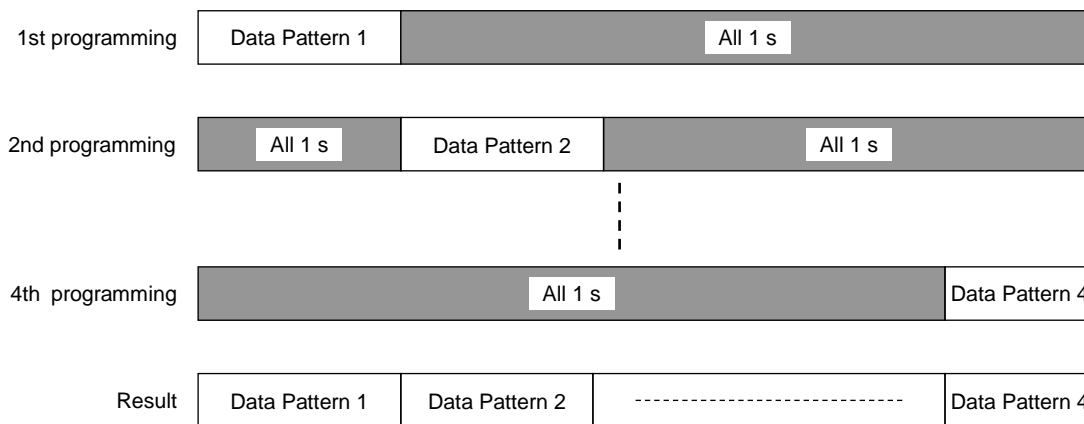 1st programming Data Pattern 1 All 1 s
2nd programming All 1 s Data Pattern 2 All 1 s
4th programming All 1 s Data Pattern 4
Result Data Pattern 1 Data Pattern 2 Data Pattern 4